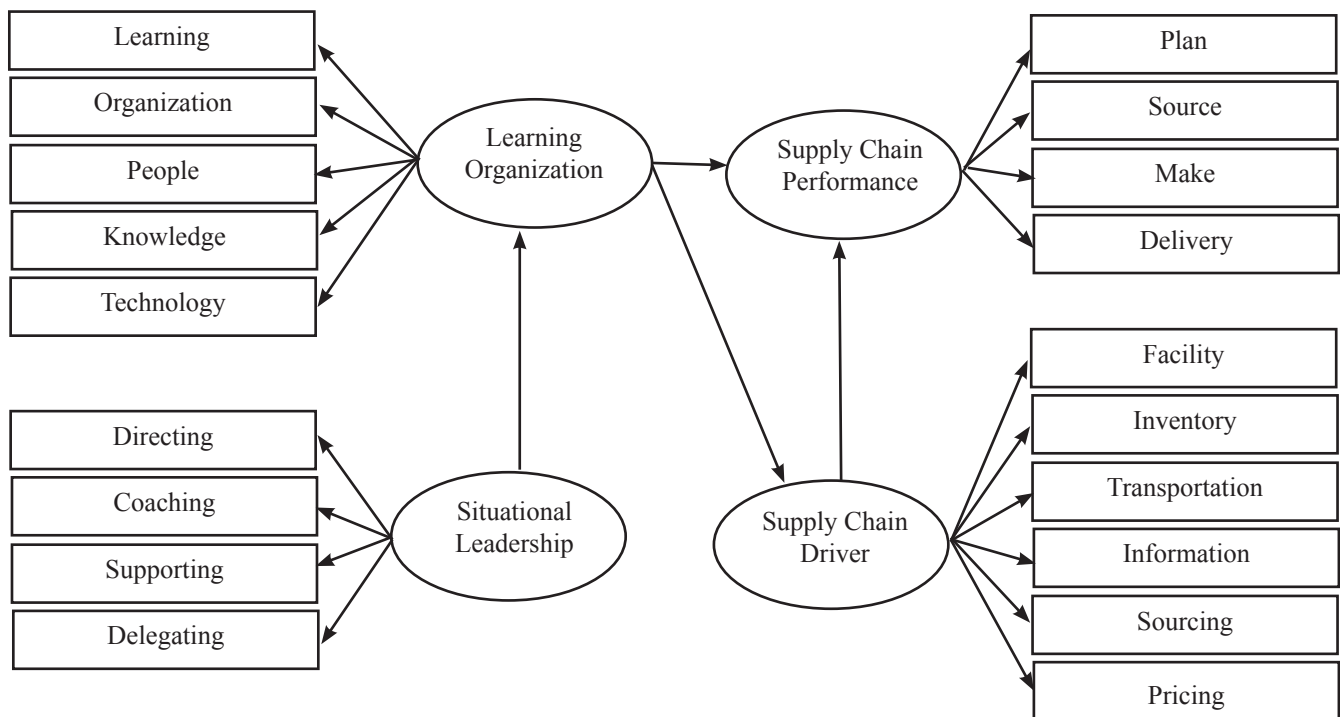 Learning
Organization
People
Knowledge
Technology
Learning
Organization
Supply Chain
Performance
Plan
Source
Make
Delivery
Directing
Coaching
Supporting
Delegating
Situational
Leadership
Supply Chain
Driver
Facility
Inventory
Transportation
Information
Sourcing
Pricing